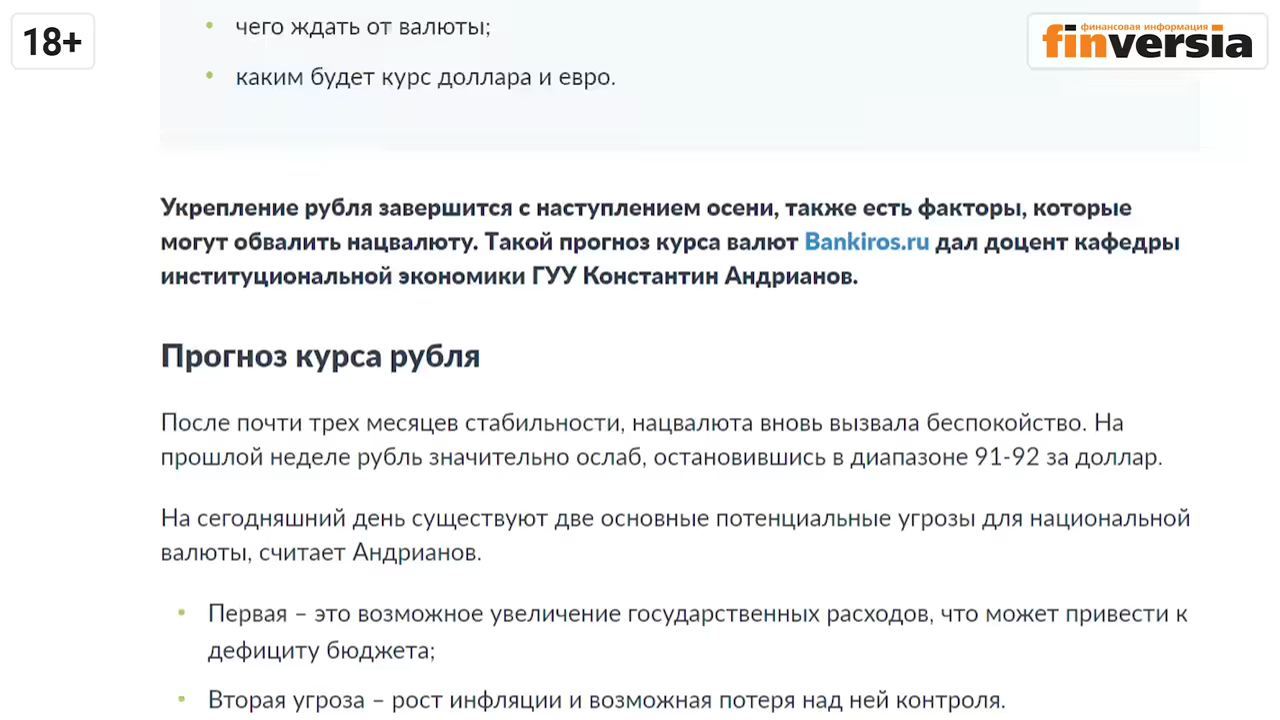 18+
финансовая информация
finversia
• чего ждать от валюты;
• каким будет курс доллара и евро.
Укрепление рубля завершится с наступлением осени, также есть факторы, которые
могут обвалить нацвалюту. Такой прогноз курса валют Bankiros.ru дал доцент кафедры
институциональной экономики ГУУ Константин Андрианов.
Прогноз курса рубля
После почти трех месяцев стабильности, нацвалюта вновь вызвала беспокойство. На
прошлой неделе рубль значительно ослаб, остановившись в диапазоне 91-92 за доллар.
На сегодняшний день существуют две основные потенциальные угрозы для национальной
валюты, считает Андрианов.
• Первая – это возможное увеличение государственных расходов, что может привести к
дефициту бюджета;
• Вторая угроза – рост инфляции и возможная потеря над ней контроля.